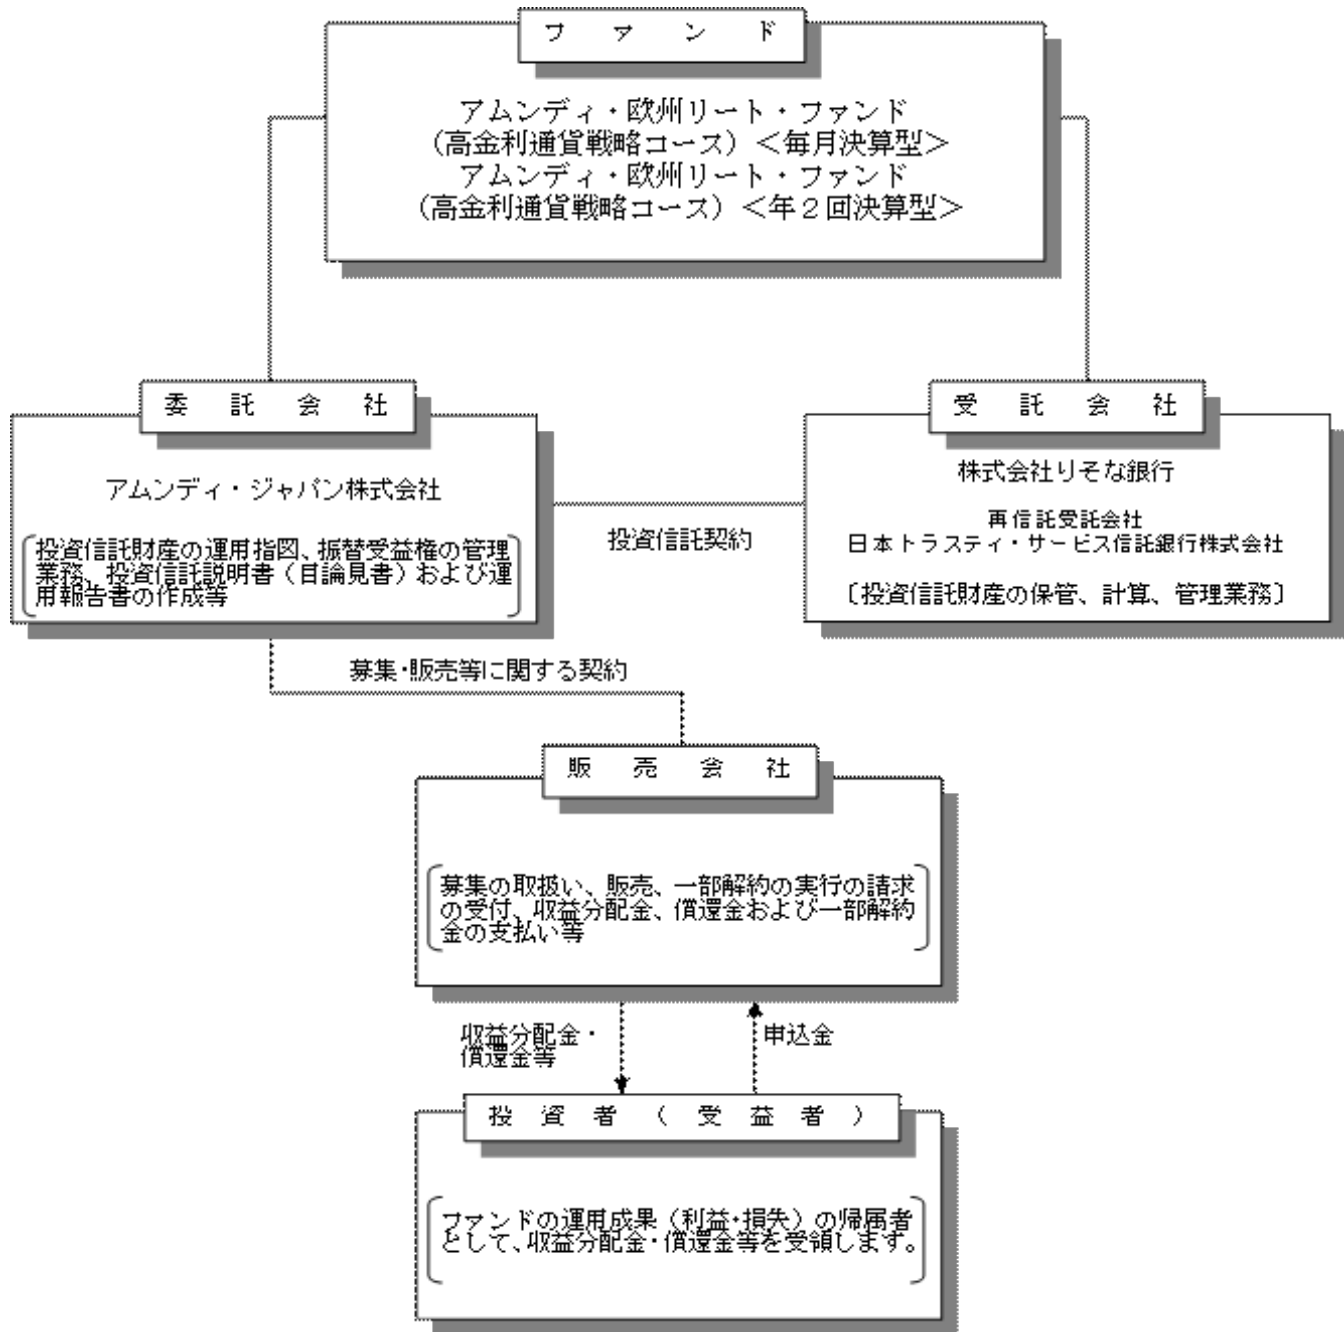 ファンド
アムンディ・欧州リート・ファンド
(高金利通貨戦略コース)＜毎月決算型＞
アムンディ・欧州リート・ファンド
(高金利通貨戦略コース)＜年２回決算型＞
委託会社
アムンディ・ジャパン株式会社
投資信託財産の運用指図、振替受益権の管理
業務、投資信託説明書（目論見書）および運
用報告書の作成等
投資信託契約
受託会社
株式会社りそな銀行
再信託受託会社
日本トラスティ・サービス信託銀行株式会社
〔投資信託財産の保管、計算、管理業務〕
募集・販売等に関する契約
販売会社
募集の取扱い、販売、一部解約の実行の請求
の受付、収益分配金、償還金および一部解約
金の支払い等
収益分配金・
償還金等
申込金
投資者（受益者）
ファンドの運用成果（利益・損失）の帰属者
として、収益分配金・償還金等を受領します。